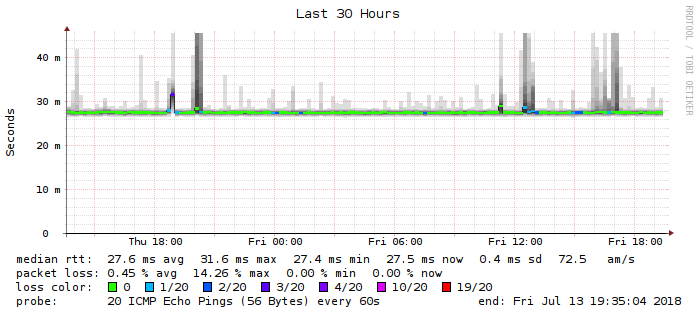 Last 30 Hours
RRDTOOL / TOBI OETIKER
Seconds
40 m
30 m
20 m
10 m
0
Thu 18:00 Fri 00:00 Fri 06:00 Fri 12:00 Fri 18:00
median rtt: 27.6 ms avg 31.6 ms max 27.4 ms min 27.5 ms now 0.4 ms sd 72.5 am/s
packet loss: 0.45 % avg 14.26 % max 0.00 % min 0.00 % now
loss color: 0 1/20 2/20 3/20 4/20 10/20 19/20
probe: 20 ICMP Echo Pings (56 Bytes) every 60s end: Fri Jul 13 19:35:04 2018